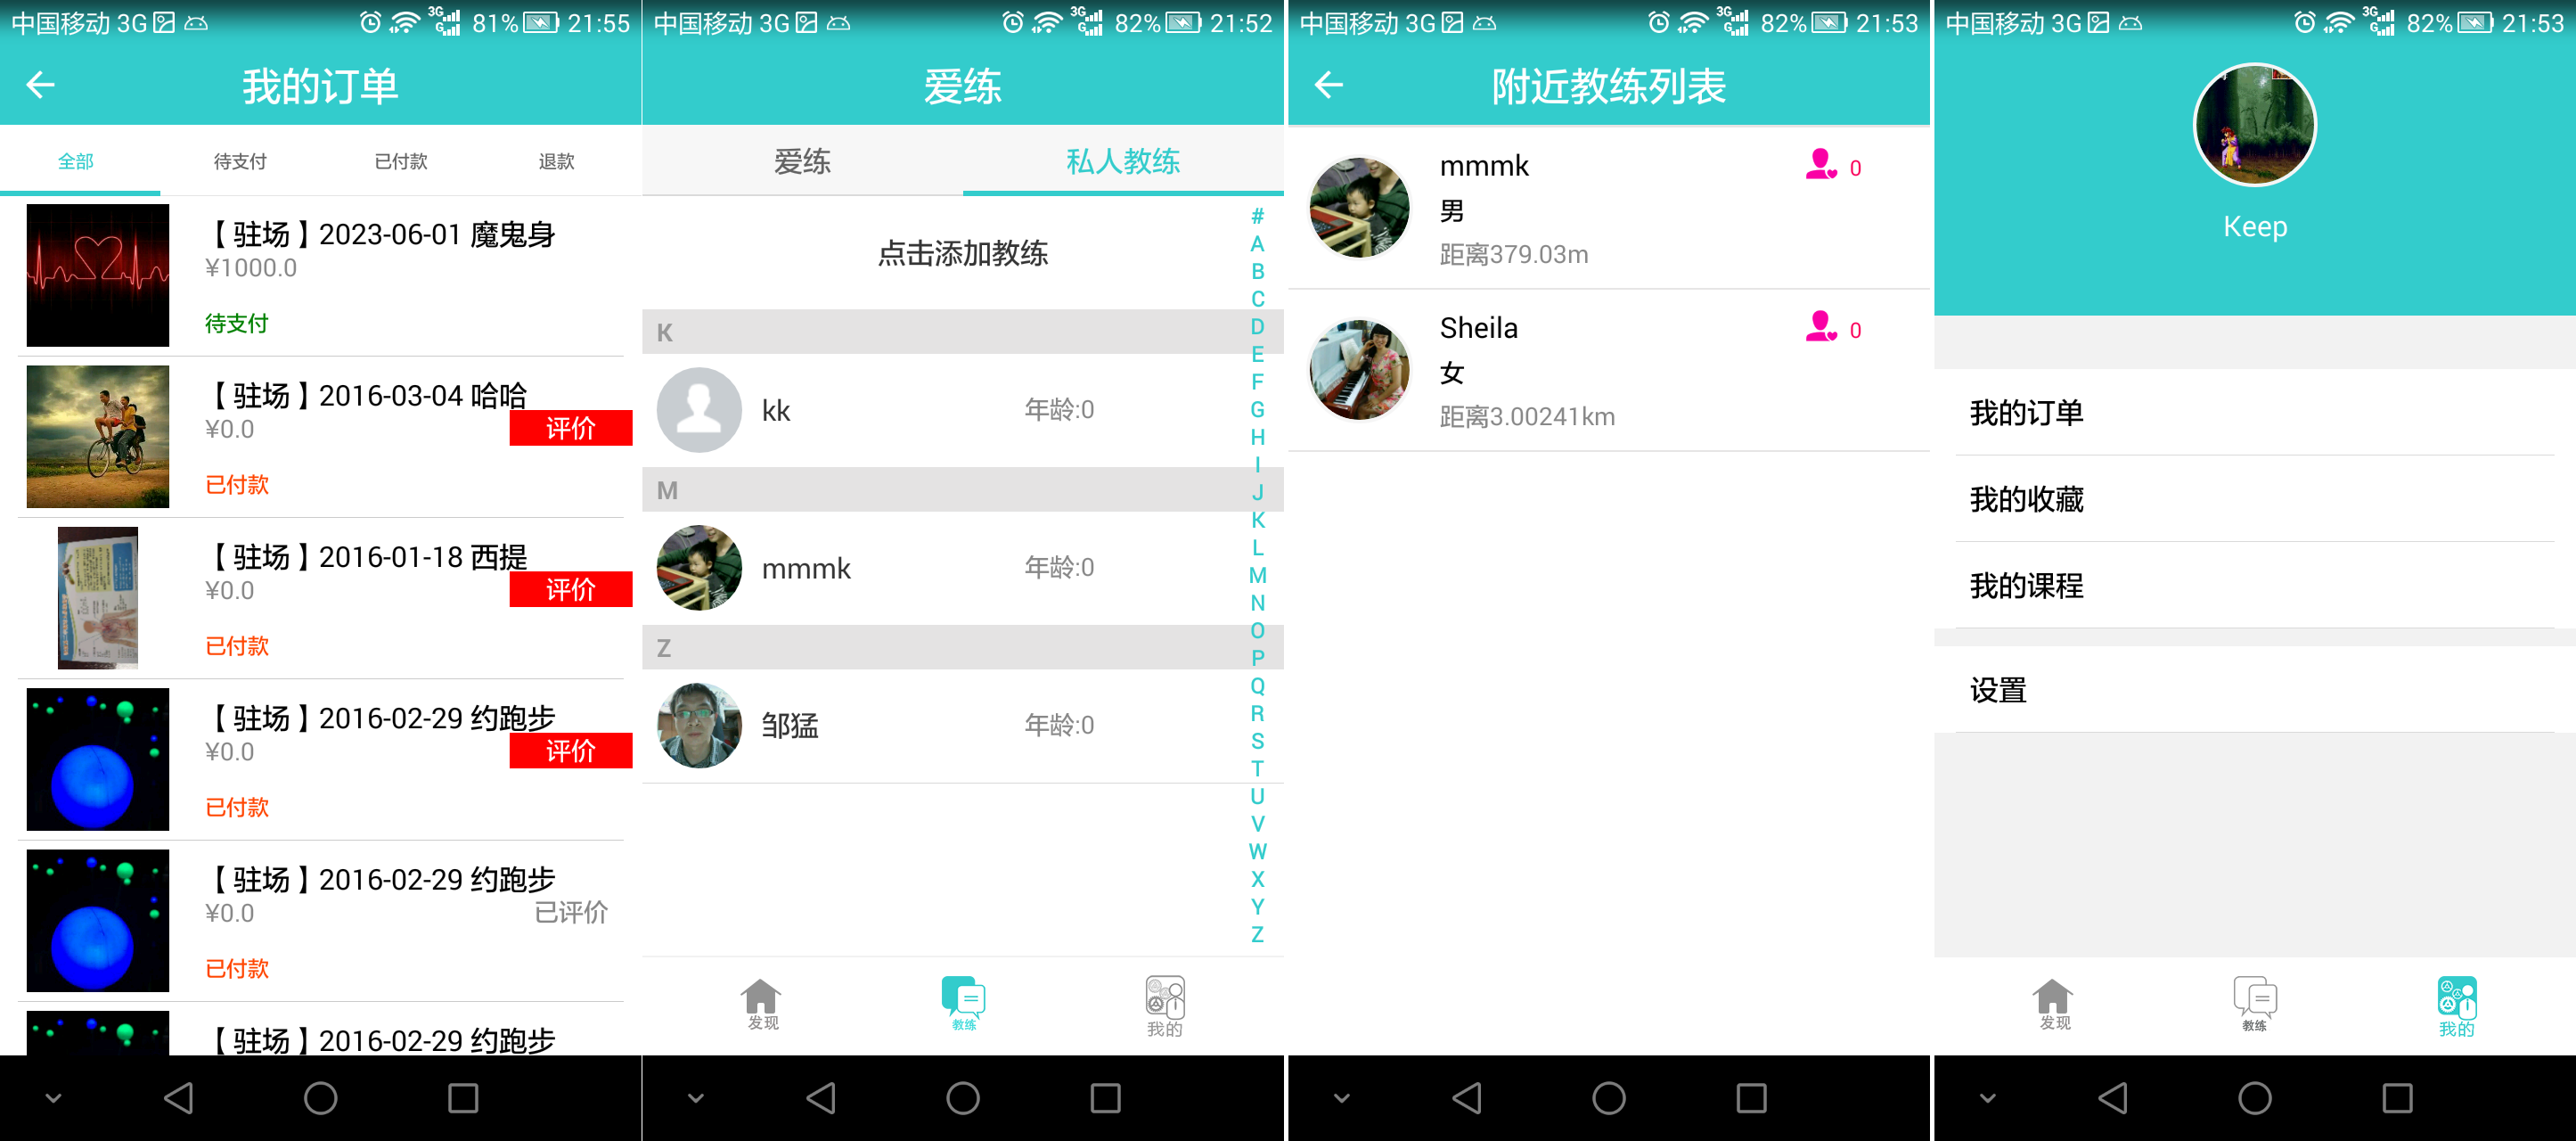 中国移动 3G 3G G 81% 21:55
我的订单
全部 待支付 已付款 退款
【驻场】2023-06-01 魔鬼身
¥1000.0
待支付
【驻场】2016-03-04 哈哈
¥0.0
评价
已付款
【驻场】2016-01-18 西提
¥0.0
评价
已付款
【驻场】2016-02-29 约跑步
¥0.0
评价
已付款
【驻场】2016-02-29 约跑步
¥0.0
已评价
已付款
【驻场】2016-02-29 约跑步
中国移动 3G 3G G 82% 21:52
爱练
爱练 私人教练
点击添加教练
K
kk 年龄:0
M
mmmk 年龄:0
Z
邹猛 年龄:0
#
A
B
C
D
E
F
G
H
I
J
K
L
M
N
O
P
Q
R
S
T
U
V
W
X
Y
Z
发现 教练 我的
中国移动 3G 3G G 82% 21:53
附近教练列表
mmmk 0
男
距离379.03m
Sheila 0
女
距离3.00241km
中国移动 3G 3G G 82% 21:53
Keep
我的订单
我的收藏
我的课程
设置
发现 教练 我的